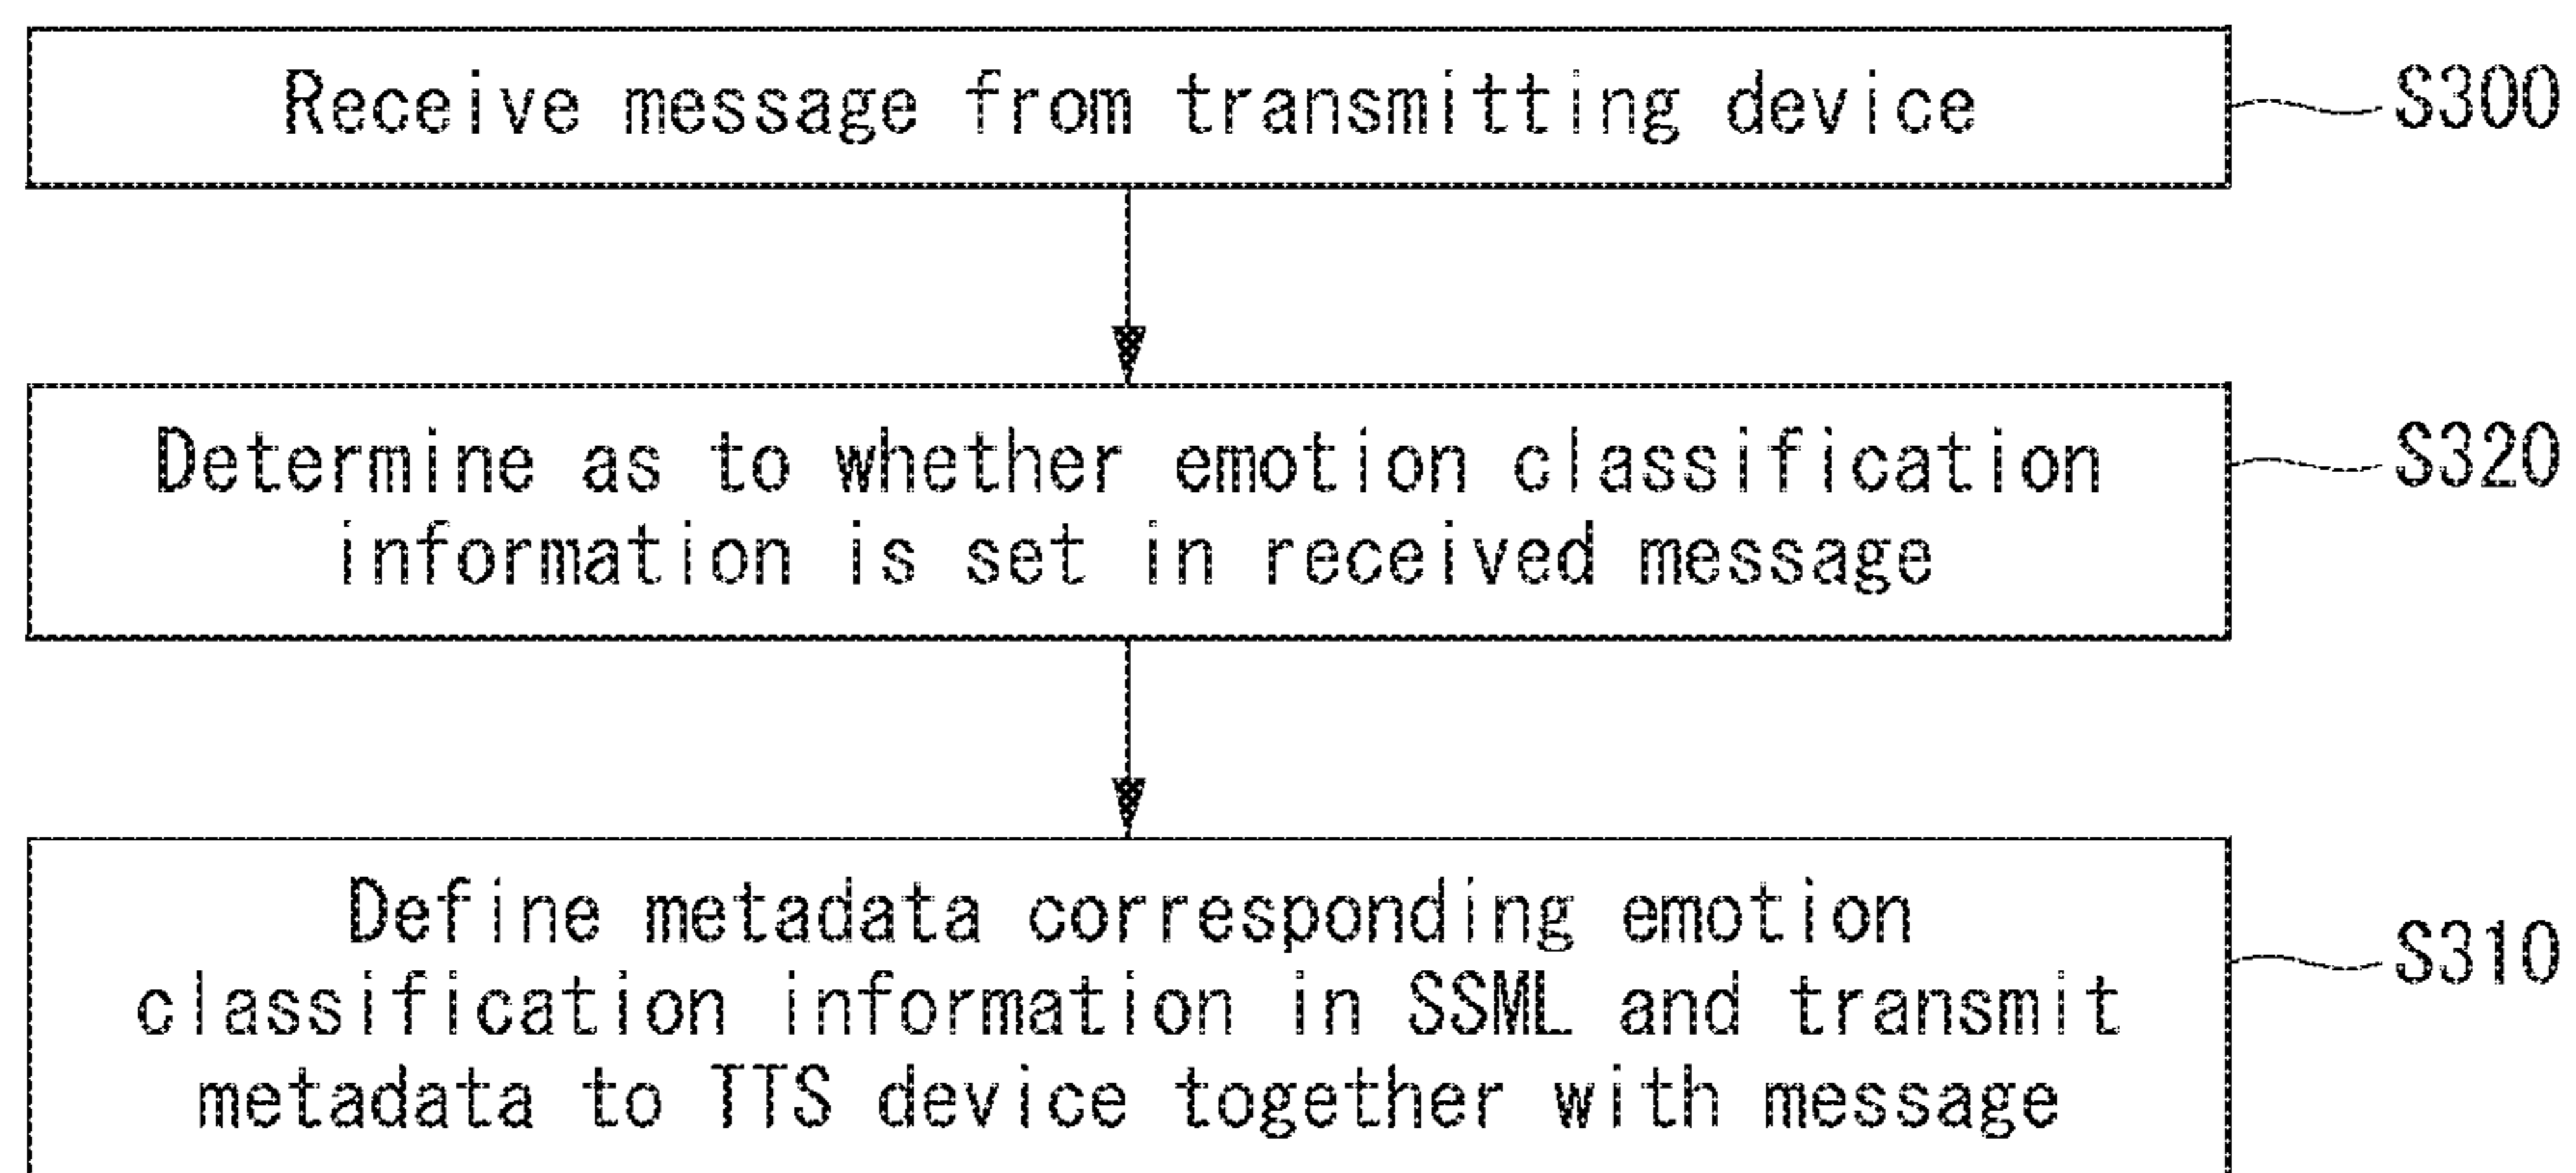 Receive message from transmitting device
S300
Determine as to whether emotion classification
information is set in received message
S320
Define metadata corresponding emotion
classification information in SSML and transmit
metadata to TTS device together with message
S310